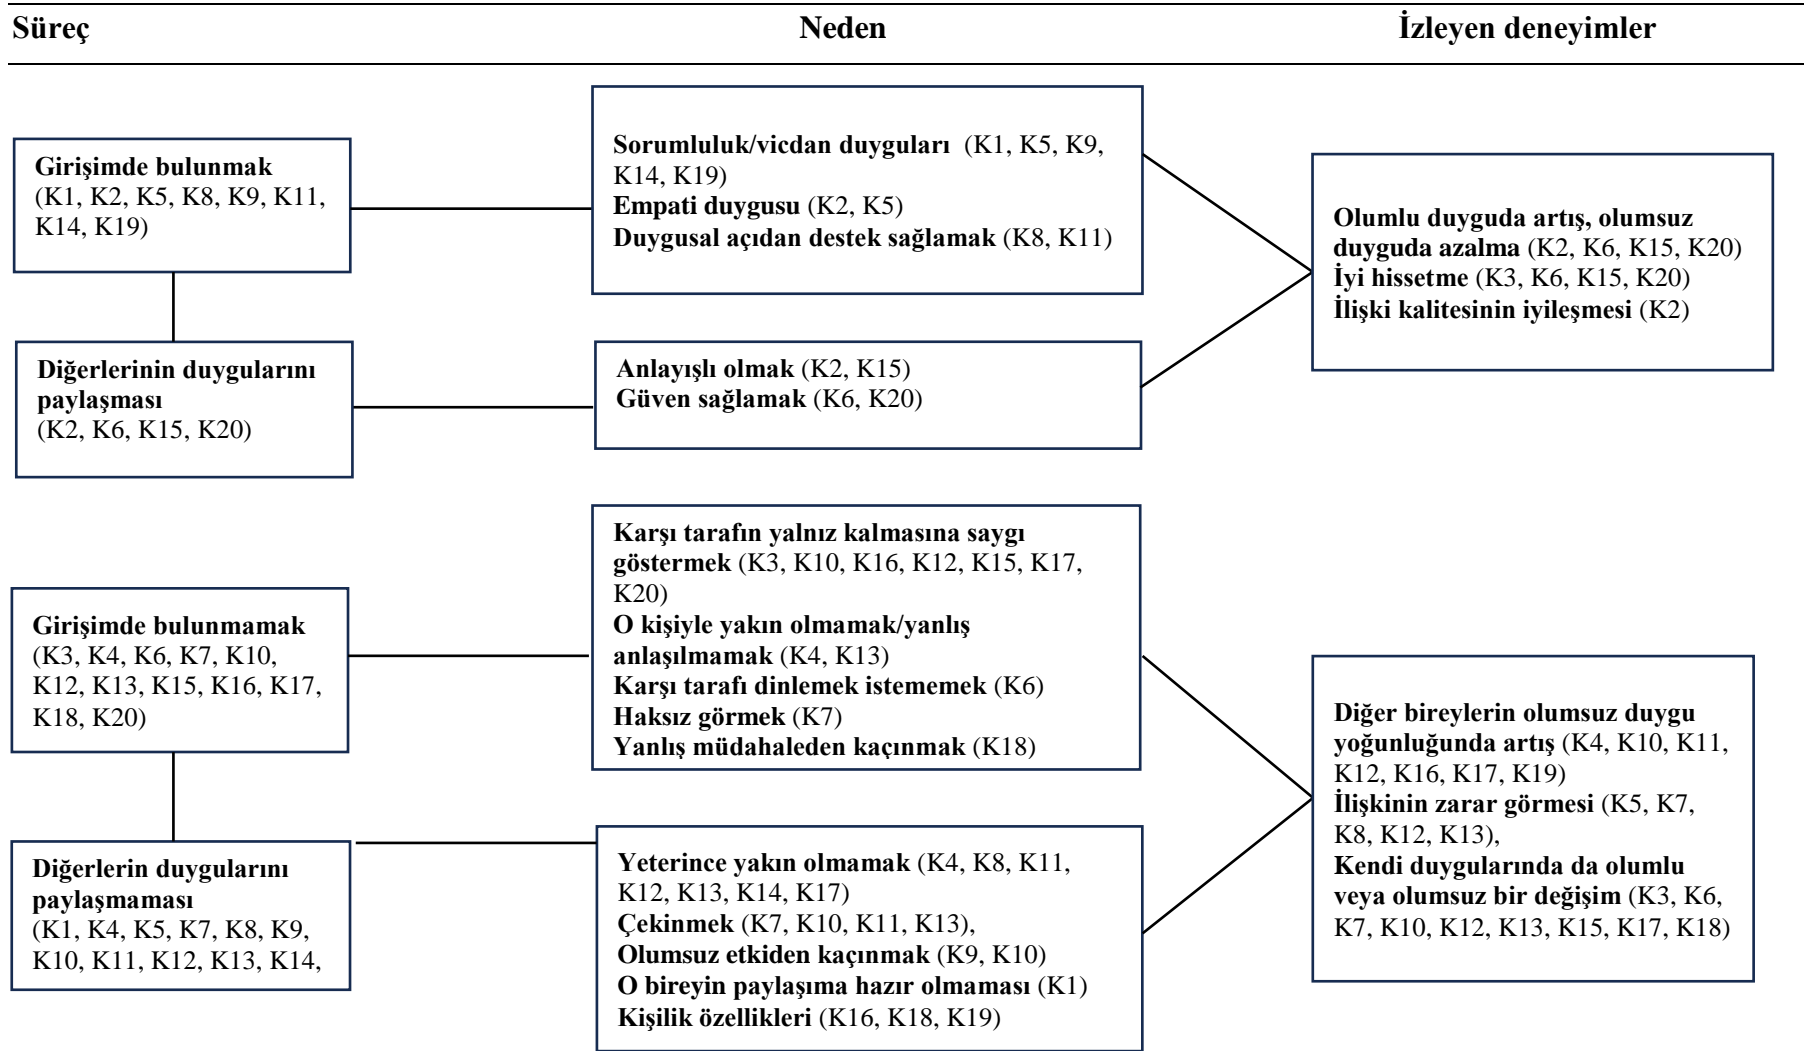 Süreç
Neden
İzleyen deneyimler
Girişimde bulunmak
(K1, K2, K5, K8, K9, K11,
K14, K19)
Sorumluluk/vicdan duyguları (K1, K5, K9,
K14, K19)
Empati duygusu (K2, K5)
Duygusal açıdan destek sağlamak (K8, K11)
Olumlu duyguda artış, olumsuz
duyguda azalma (K2, K6, K15, K20)
İyi hissetme (K3, K6, K15, K20)
İlişki kalitesinin iyileşmesi (K2)
Diğerlerinin duygularını
paylaşması
(K2, K6, K15, K20)
Anlayışlı olmak (K2, K15)
Güven sağlamak (K6, K20)
Girişimde bulunmamak
(K3, K4, K6, K7, K10,
K12, K13, K15, K16, K17,
K18, K20)
Karşı tarafın yalnız kalmasına saygı
göstermek (K3, K10, K16, K12, K15, K17,
K20)
O kişiyle yakın olmamak/yanlış
anlaşılmamak (K4, K13)
Karşı tarafı dinlemek istememek (K6)
Haksız görmek (K7)
Yanlış müdahaleden kaçınmak (K18)
Diğer bireylerin olumsuz duygu
yoğunluğunda artış (K4, K10, K11,
K12, K16, K17, K19)
İlişkinin zarar görmesi (K5, K7,
K8, K12, K13),
Kendi duygularında da olumlu
veya olumsuz bir değişim (K3, K6,
K7, K10, K12, K13, K15, K17, K18)
Diğerlerin duygularını
paylaşmaması
(K1, K4, K5, K7, K8, K9,
K10, K11, K12, K13, K14,
Yeterince yakın olmamak (K4, K8, K11,
K12, K13, K14, K17)
Çekinmek (K7, K10, K11, K13),
Olumsuz etkiden kaçınmak (K9, K10)
O bireyin paylaşıma hazır olmaması (K1)
Kişilik özellikleri (K16, K18, K19)